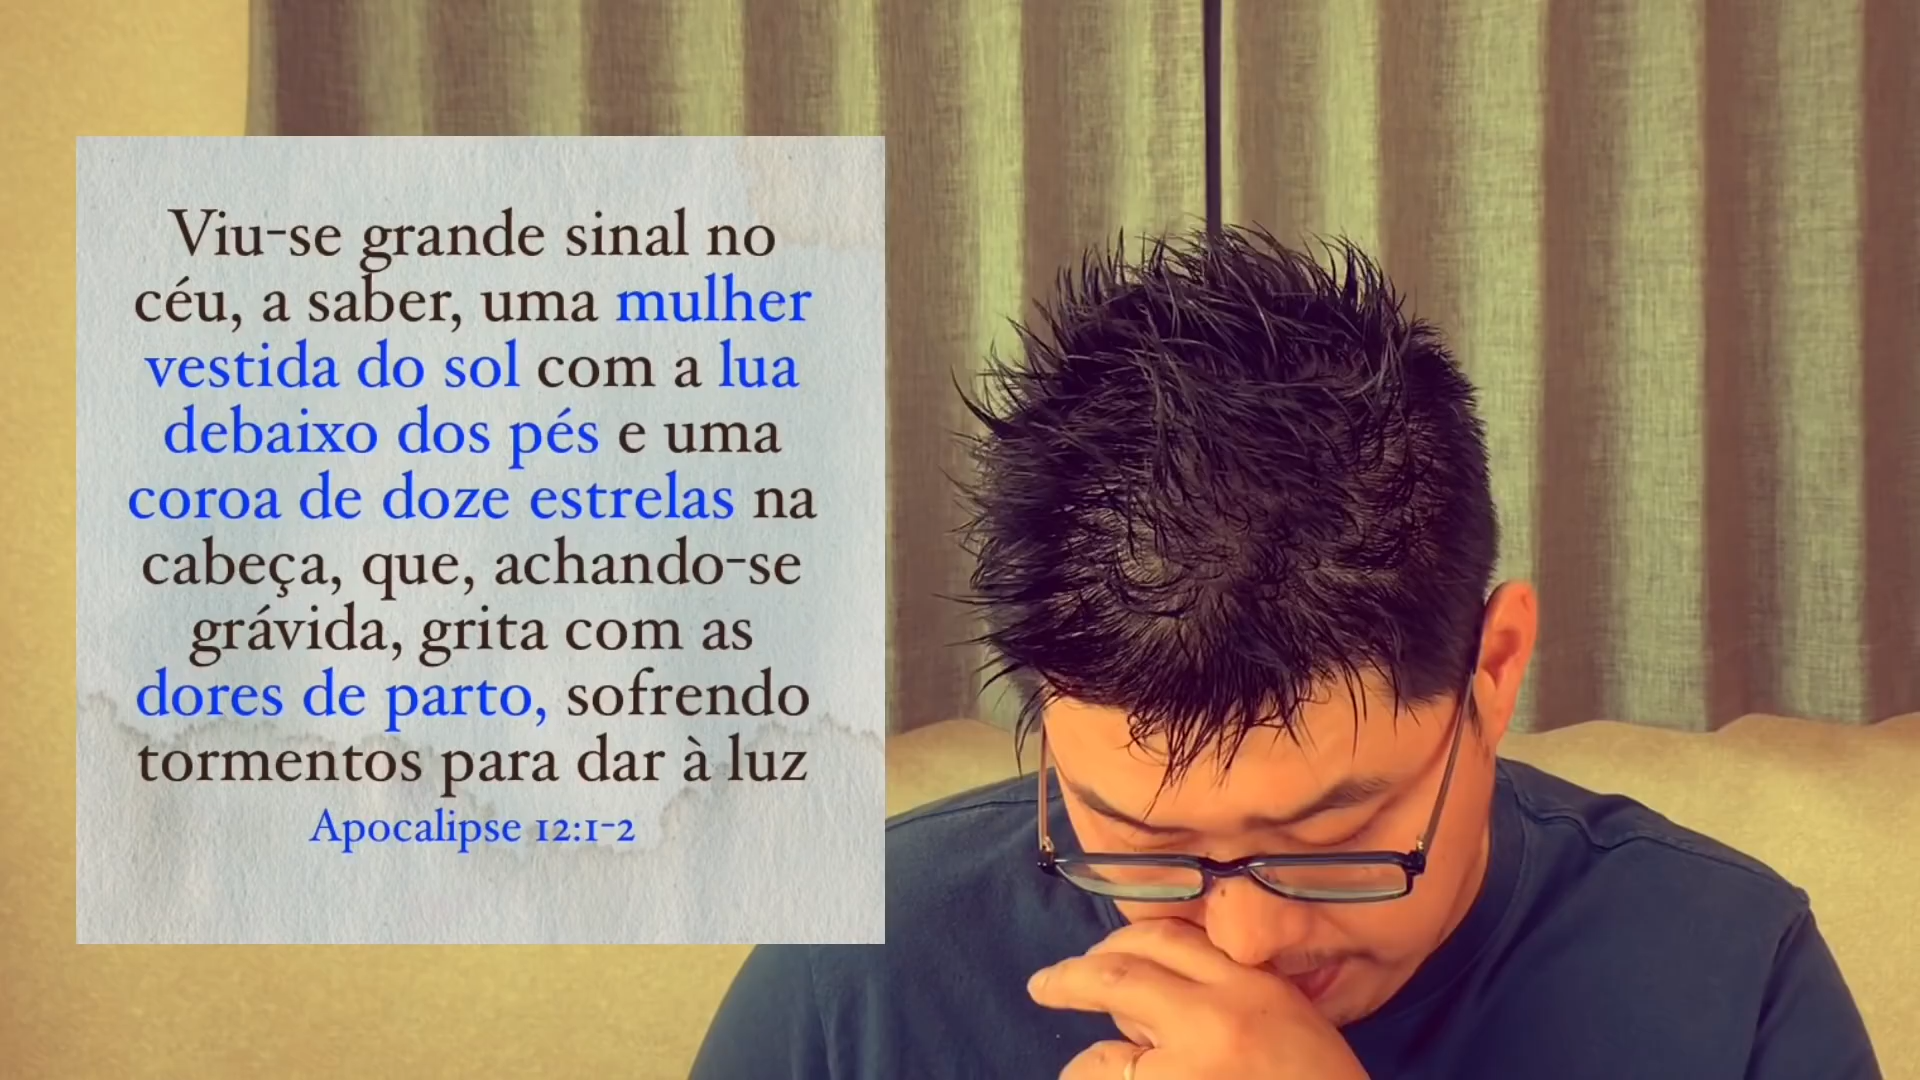 Viu-se grande sinal no
céu, a saber, uma mulher
vestida do sol com a lua
debaixo dos pés e uma
coroa de doze estrelas na
cabeça, que, achando-se
grávida, grita com as
dores de parto, sofrendo
tormentos para dar à luz
Apocalipse 12:1-2